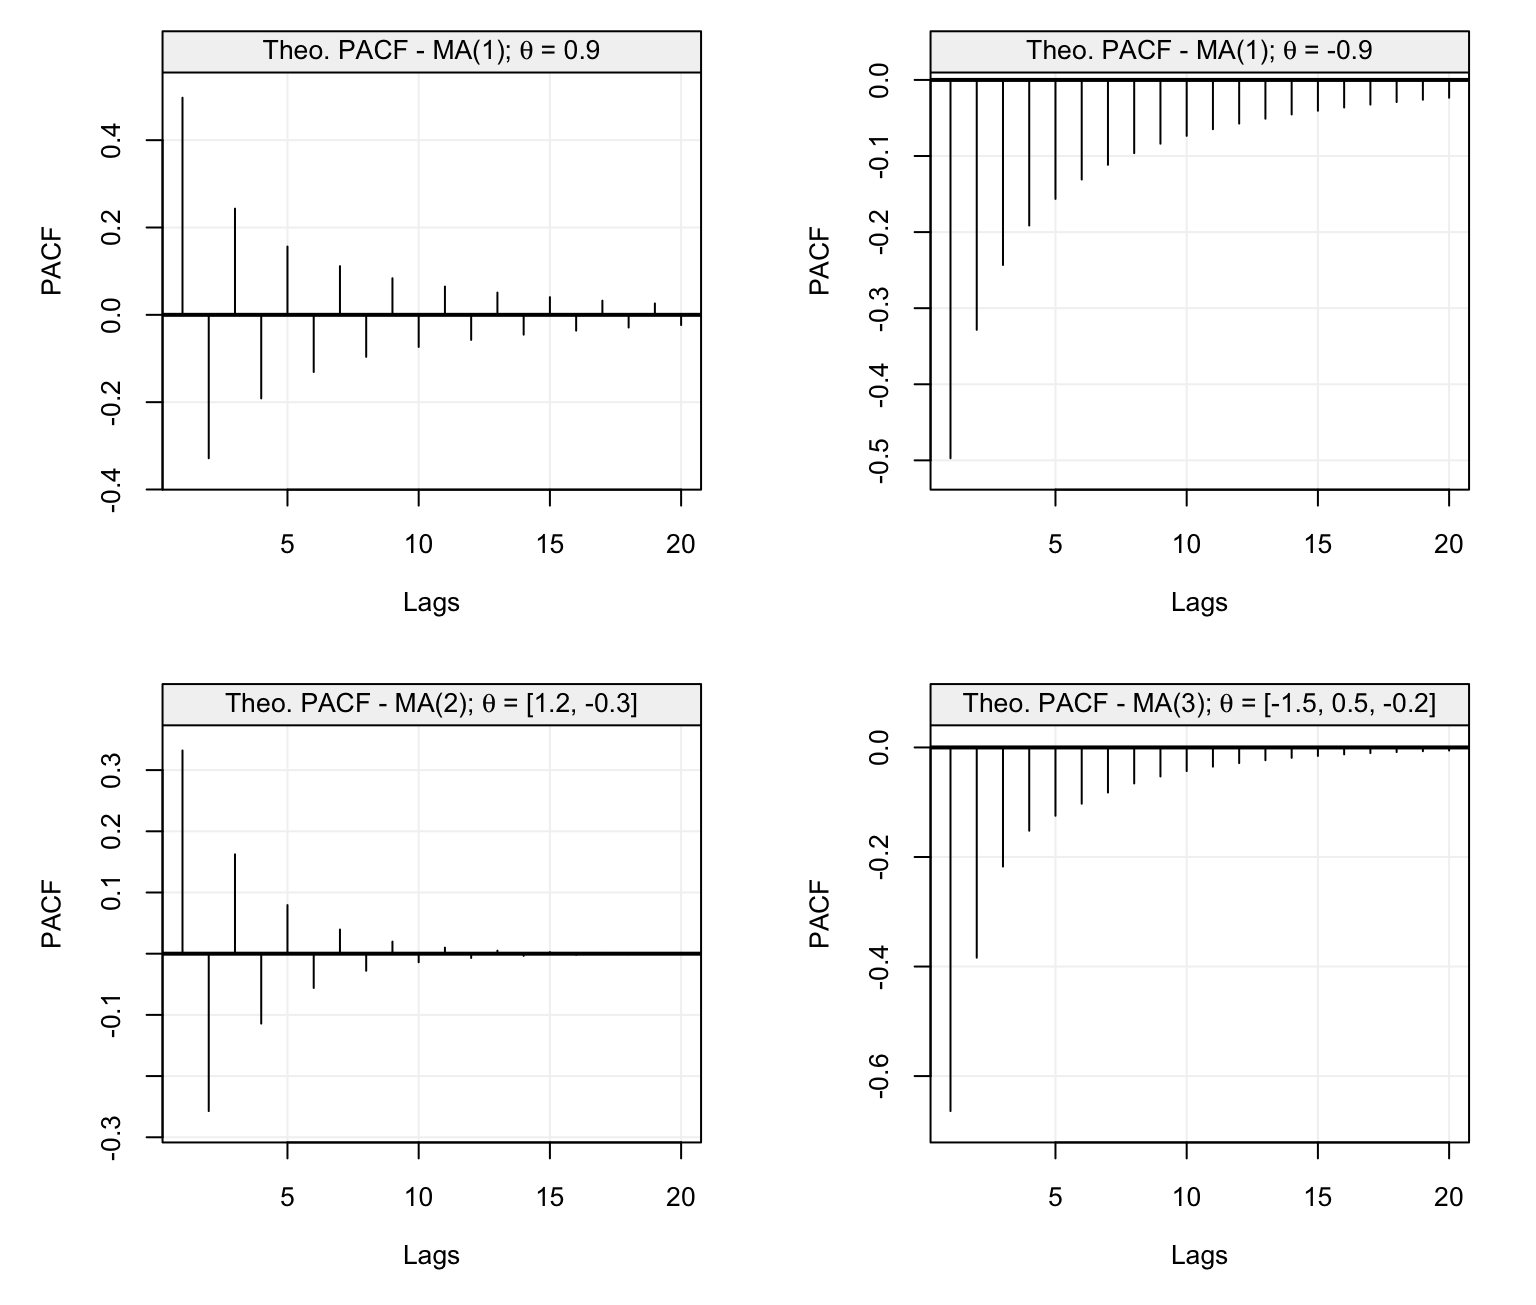 Theo. PACF - MA(1); θ = 0.9
PACF
0.4
0.2
0.0
-0.2
-0.4
5 10 15 20
Lags
Theo. PACF - MA(1); θ = -0.9
PACF
0.0
-0.1
-0.2
-0.3
-0.4
-0.5
5 10 15 20
Lags
Theo. PACF - MA(2); θ = [1.2, -0.3]
PACF
0.3
0.2
0.1
-0.1
-0.3
5 10 15 20
Lags
Theo. PACF - MA(3); θ = [-1.5, 0.5, -0.2]
PACF
0.0
-0.2
-0.4
-0.6
5 10 15 20
Lags